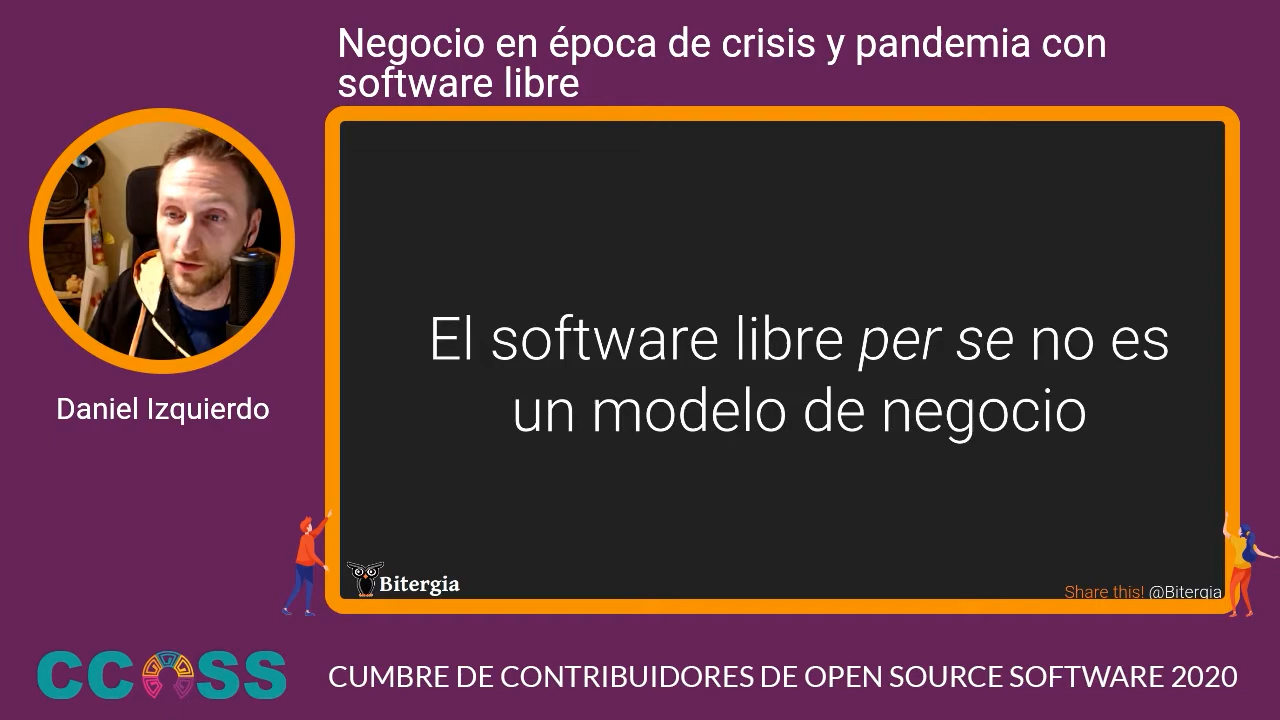 Negocio en época de crisis y pandemia con
software libre
Daniel Izquierdo
El software libre per se no es
un modelo de negocio
Bitergia
Share this! @Bitergia
CCOSS
CUMBRE DE CONTRIBUIDORES DE OPEN SOURCE SOFTWARE 2020